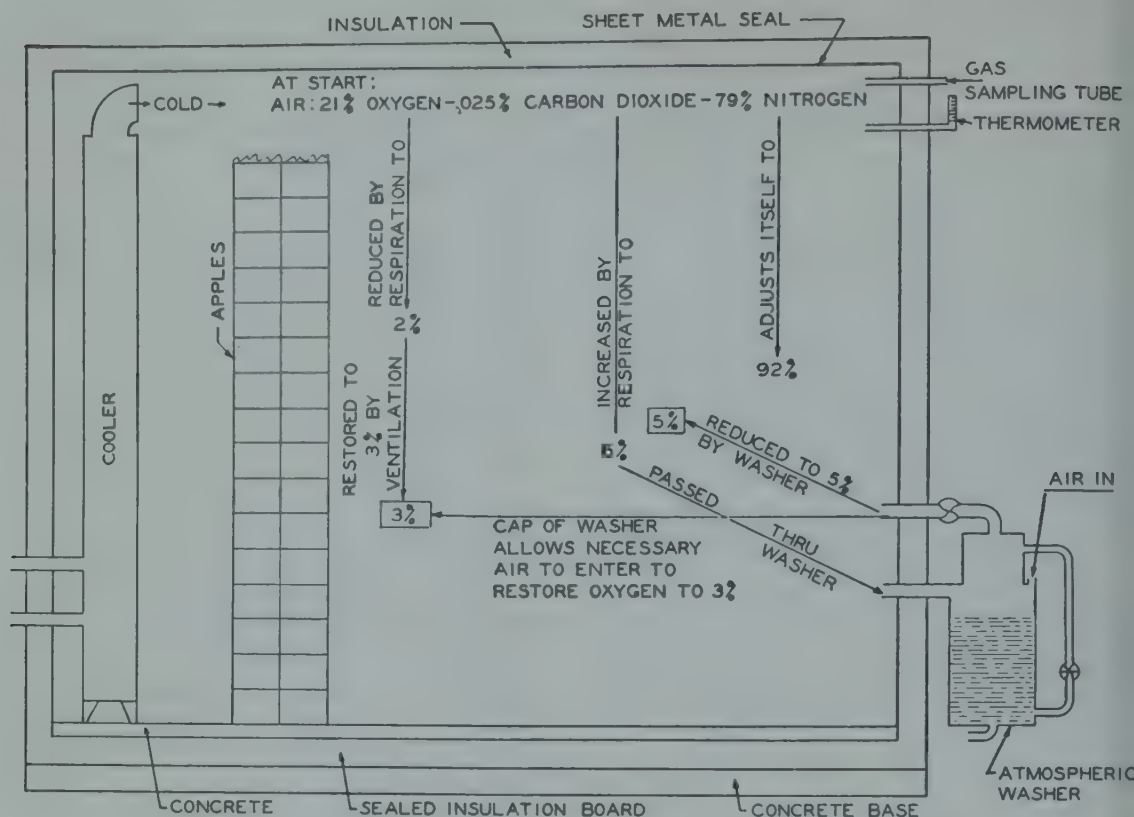 INSULATION
SHEET METAL SEAL
GAS
SAMPLING TUBE
THERMOMETER
COLD
AT START:
AIR: 21% OXYGEN-.025% CARBON DIOXIDE-79% NITROGEN
REDUCED BY
RESPIRATION TO
2%
RESTORED TO
3% BY
VENTILATION
3%
INCREASED BY
RESPIRATION TO
ADJUSTS ITSELF TO
92%
5%
REDUCED TO 5%
BY WASHER
PASSED THRU
WASHER
CAP OF WASHER
ALLOWS NECESSARY
AIR TO ENTER TO
RESTORE OXYGEN TO 3%
APPLES
COOLER
AIR IN
ATMOSPHERIC
WASHER
CONCRETE
SEALED INSULATION BOARD
CONCRETE BASE